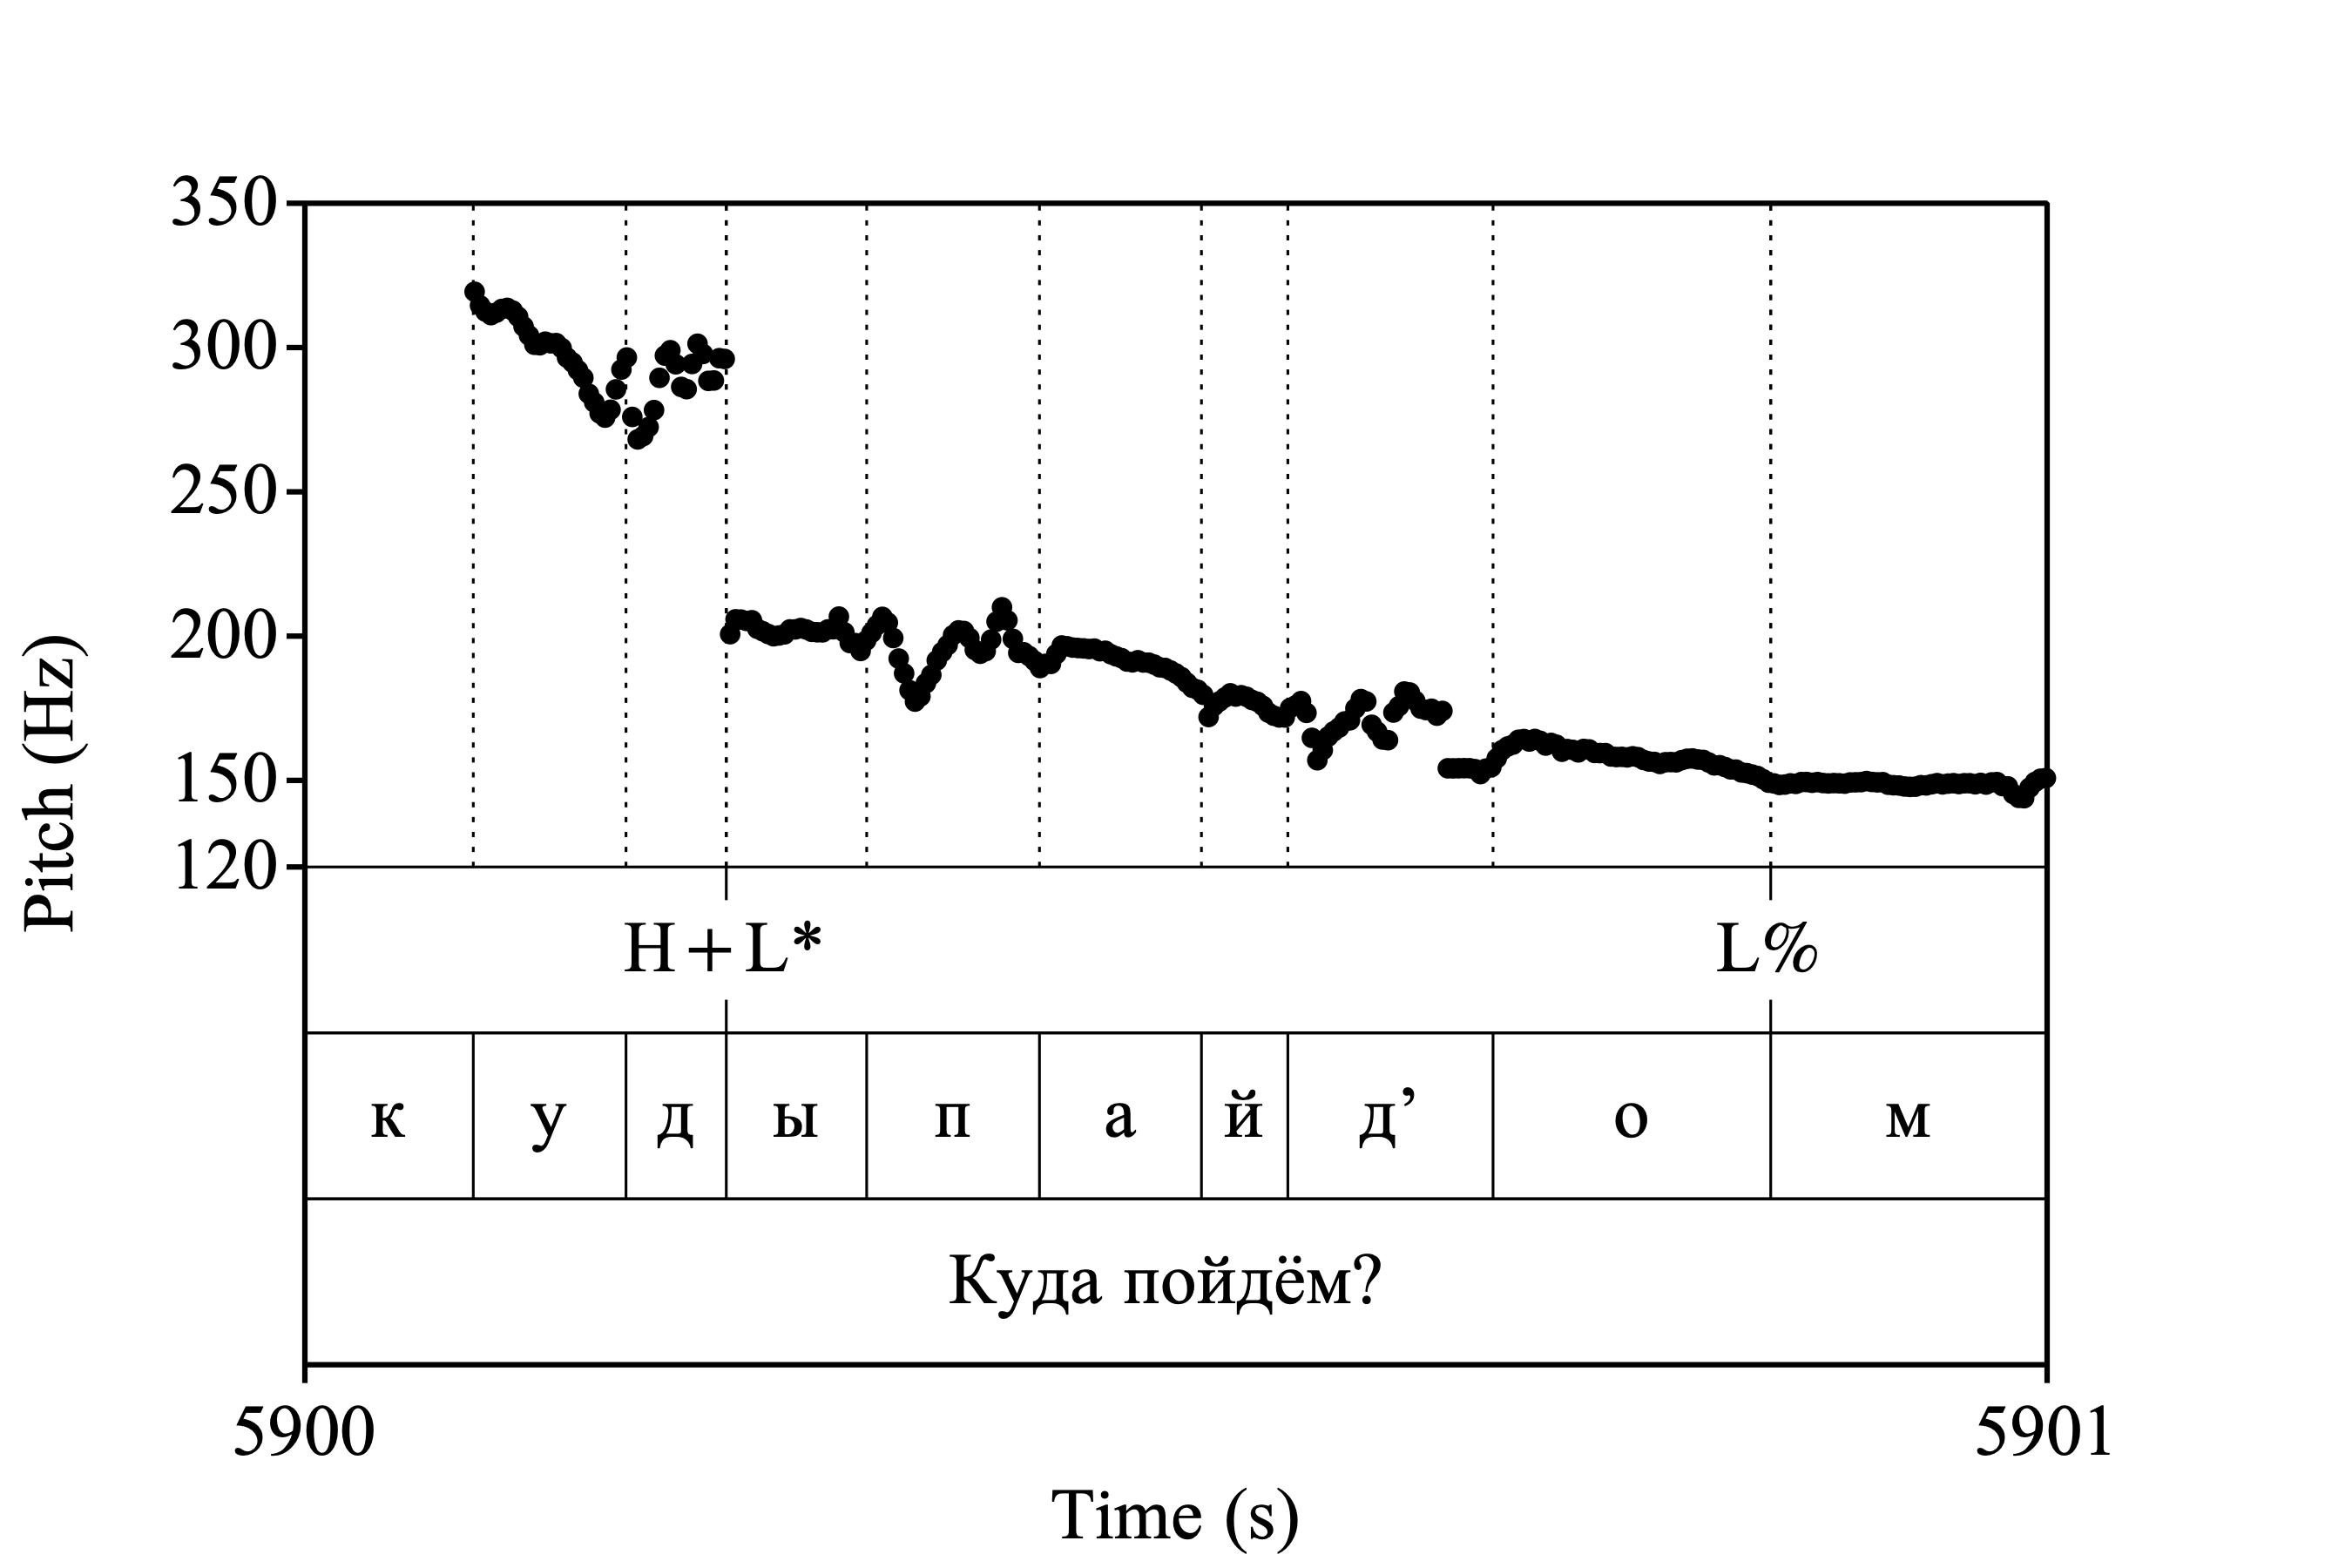 Pitch (Hz)
350
300
250
200
150
120
H+L* L%
к у д ы п а й д’ о м
Куда пойдём?
5900 5901
Time (s)